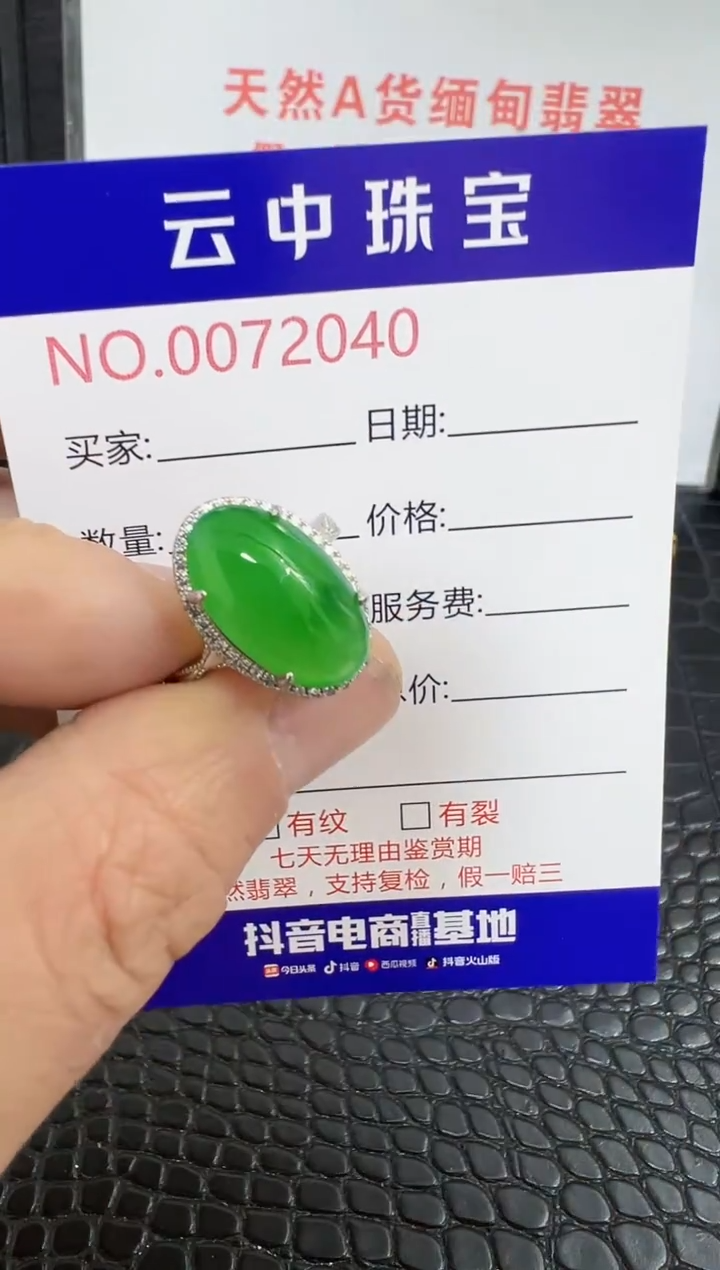 天然A货缅甸翡翠
云中珠宝
NO.0072040
买家: 日期:
数量: 价格:
服务费:
价:
有纹 有裂
七天无理由鉴赏期
然翡翠，支持复检，假一赔三
抖音电商直播基地
今日头条 抖音 西瓜视频 抖音火山版